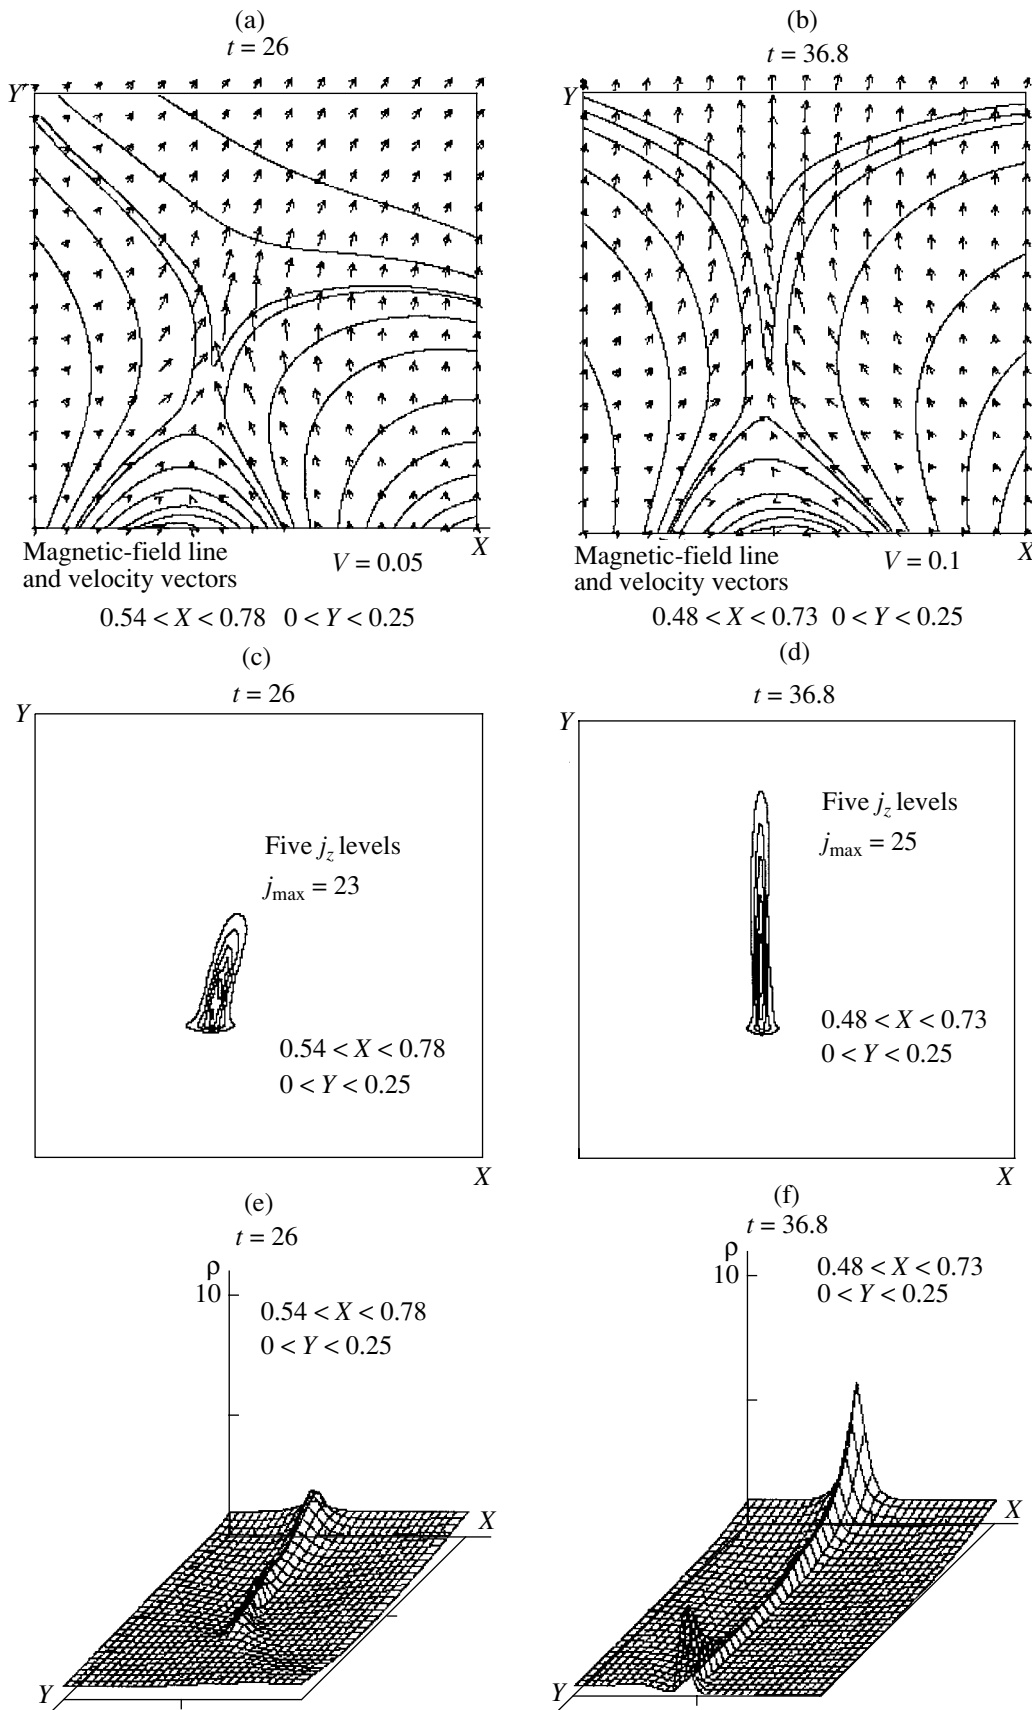 (a)
t = 26
Y
X
Magnetic-field line
and velocity vectors
V = 0.05
0.54 < X < 0.78 0 < Y < 0.25
(b)
t = 36.8
Y
X
Magnetic-field line
and velocity vectors
V = 0.1
0.48 < X < 0.73 0 < Y < 0.25
(c)
t = 26
Y
Five j_z levels
j_max = 23
0.54 < X < 0.78
0 < Y < 0.25
X
(d)
t = 36.8
Y
Five j_z levels
j_max = 25
0.48 < X < 0.73
0 < Y < 0.25
X
(e)
t = 26
ρ
10
0.54 < X < 0.78
0 < Y < 0.25
X
Y
(f)
t = 36.8
ρ
10
0.48 < X < 0.73
0 < Y < 0.25
X
Y